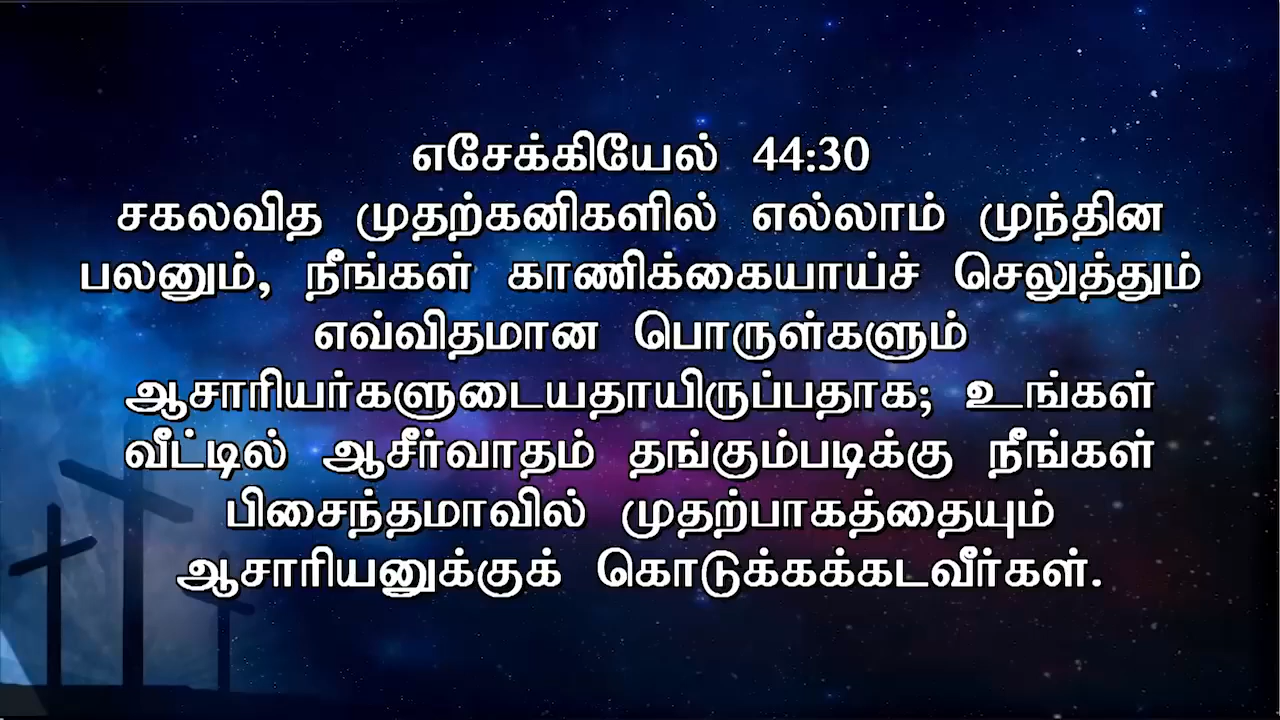 எசேக்கியேல் 44:30
சகலவித முதற்கனிகளில் எல்லாம் முந்தின
பலனும், நீங்கள் காணிக்கையாய்ச் செலுத்தும்
எவ்விதமான பொருள்களும்
ஆசாரியர்களுடையதாயிருப்பதாக; உங்கள்
வீட்டில் ஆசீர்வாதம் தங்கும்படிக்கு நீங்கள்
பிசைந்தமாவில் முதற்பாகத்தையும்
ஆசாரியனுக்குக் கொடுக்கக்கடவீர்கள்.